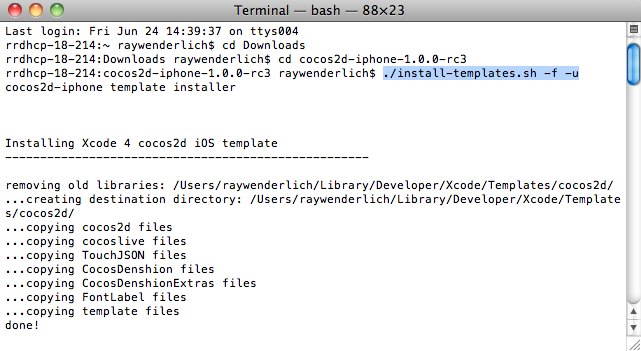 Terminal — bash — 88×23
Last login: Fri Jun 24 14:39:37 on ttys004
rrdhcp-18-214:~ raywenderlich$ cd Downloads
rrdhcp-18-214:Downloads raywenderlich$ cd cocos2d-iphone-1.0.0-rc3
rrdhcp-18-214:cocos2d-iphone-1.0.0-rc3 raywenderlich$ ./install-templates.sh -f -u
cocos2d-iphone template installer
Installing Xcode 4 cocos2d iOS template
----------------------------------------------------
removing old libraries: /Users/raywenderlich/Library/Developer/Xcode/Templates/cocos2d/
...creating destination directory: /Users/raywenderlich/Library/Developer/Xcode/Template
s/cocos2d/
...copying cocos2d files
...copying cocoslive files
...copying TouchJSON files
...copying CocosDenshion files
...copying CocosDenshionExtras files
...copying FontLabel files
...copying template files
done!